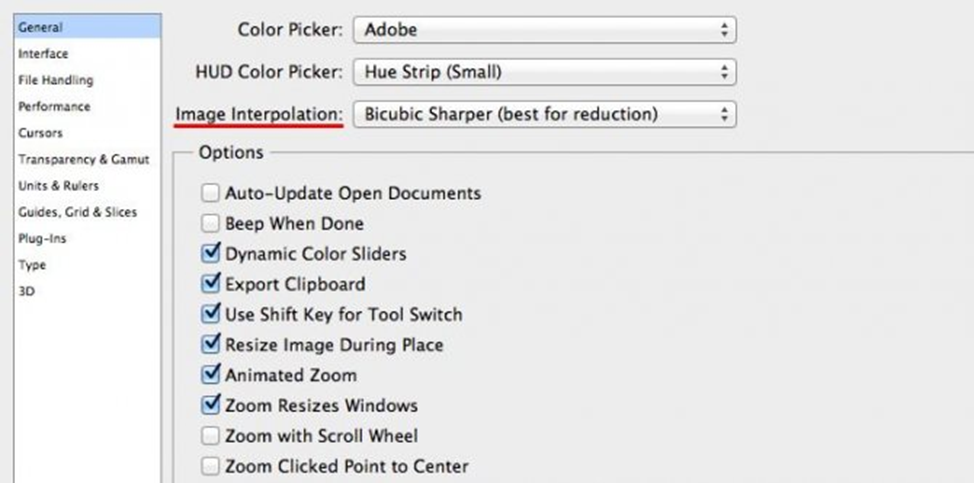 General
Interface
File Handling
Performance
Cursors
Transparency & Gamut
Units & Rulers
Guides, Grid & Slices
Plug-Ins
Type
3D
Color Picker: Adobe
HUD Color Picker: Hue Strip (Small)
Image Interpolation: Bicubic Sharper (best for reduction)
Options
Auto-Update Open Documents
Beep When Done
Dynamic Color Sliders
Export Clipboard
Use Shift Key for Tool Switch
Resize Image During Place
Animated Zoom
Zoom Resizes Windows
Zoom with Scroll Wheel
Zoom Clicked Point to Center